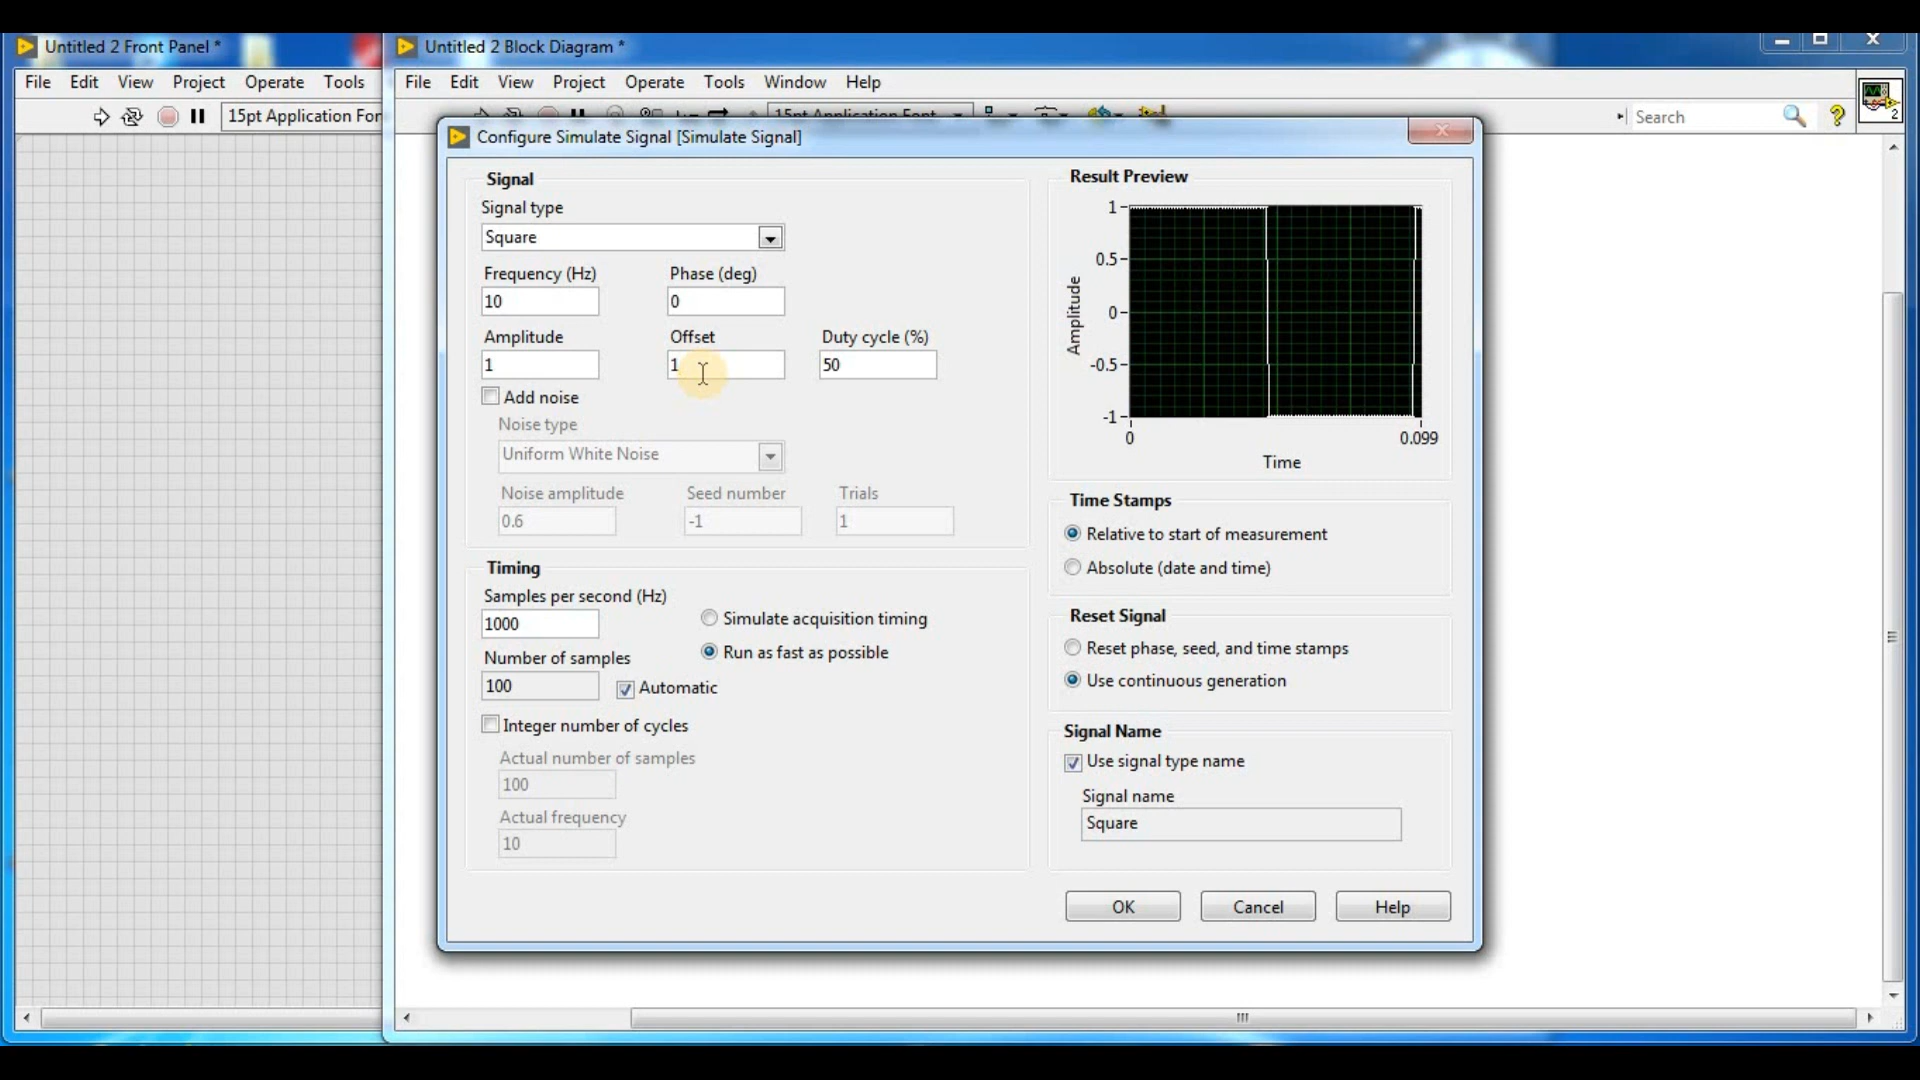 Untitled 2 Front Panel *
Untitled 2 Block Diagram *
File Edit View Project Operate Tools
File Edit View Project Operate Tools Window Help
15pt Application For
15pt Application Font
Search
2
Configure Simulate Signal [Simulate Signal]
Signal
Signal type
Square
Frequency (Hz) Phase (deg)
10 0
Amplitude Offset Duty cycle (%)
1 1 50
Add noise
Noise type
Uniform White Noise
Noise amplitude Seed number Trials
0.6 -1 1
Timing
Samples per second (Hz)
1000
Simulate acquisition timing
Number of samples
Run as fast as possible
100
Automatic
Integer number of cycles
Actual number of samples
100
Actual frequency
10
Result Preview
1
0.5
0
-0.5
-1
Amplitude
0 0.099
Time
Time Stamps
Relative to start of measurement
Absolute (date and time)
Reset Signal
Reset phase, seed, and time stamps
Use continuous generation
Signal Name
Use signal type name
Signal name
Square
OK Cancel Help